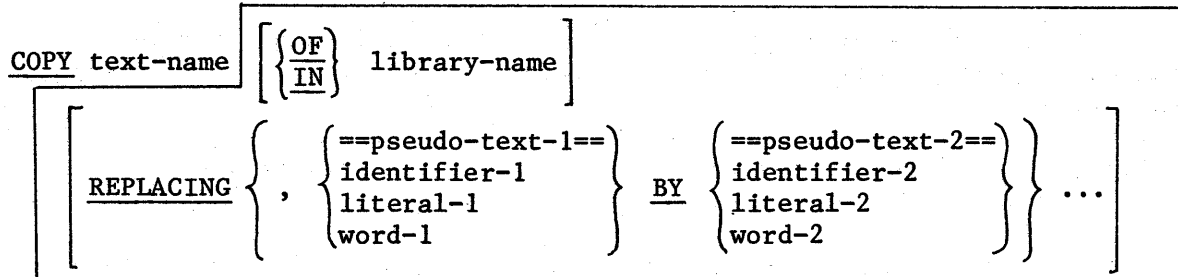 COPY text-name [ { OF
IN } library-name ]
[ REPLACING { , { ==pseudo-text-1==
identifier-1
literal-1
word-1 } BY { ==pseudo-text-2==
identifier-2
literal-2
word-2 } } ... ]